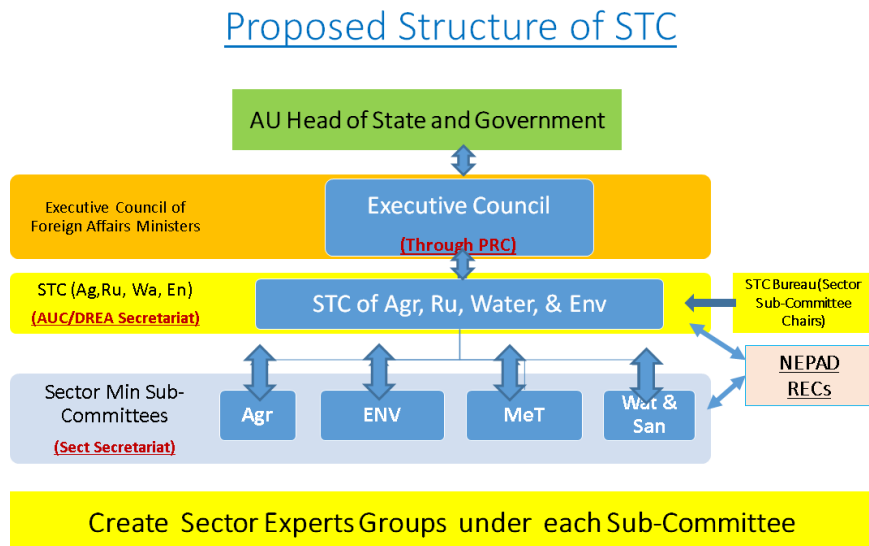 Proposed Structure of STC
AU Head of State and Government
Executive Council of
Foreign Affairs Ministers
Executive Council
(Through PRC)
STC (Ag,Ru, Wa, En)
(AUC/DREA Secretariat)
STC of Agr, Ru, Water, & Env
STC Bureau(Sector
Sub-Committee
Chairs)
NEPAD
RECs
Sector Min Sub-
Committees
(Sect Secretariat)
Agr
ENV
MeT
Wat &
San
Create Sector Experts Groups under each Sub-Committee